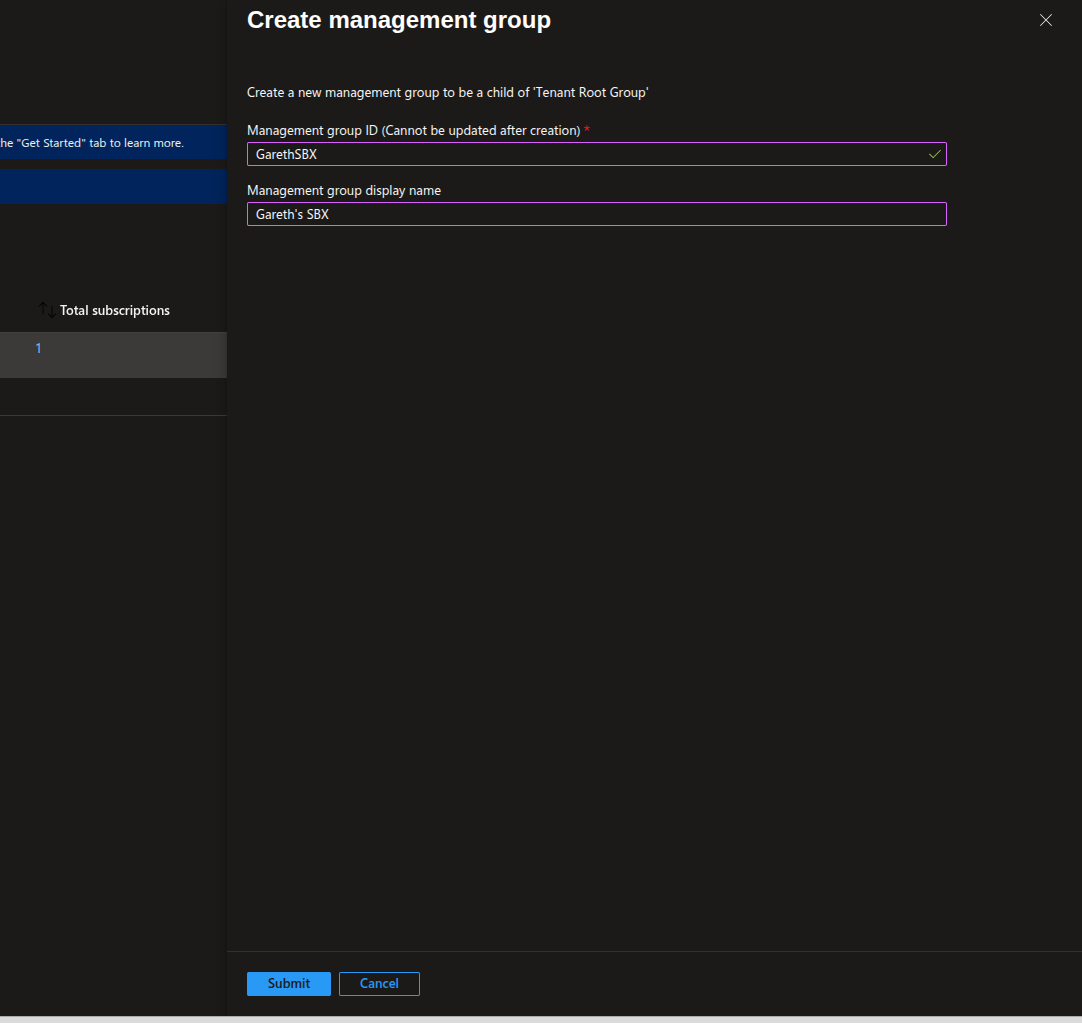 Create management group
Create a new management group to be a child of 'Tenant Root Group'
he "Get Started" tab to learn more.
Management group ID (Cannot be updated after creation) *
GarethSBX
Management group display name
Gareth's SBX
Total subscriptions
1
Submit
Cancel